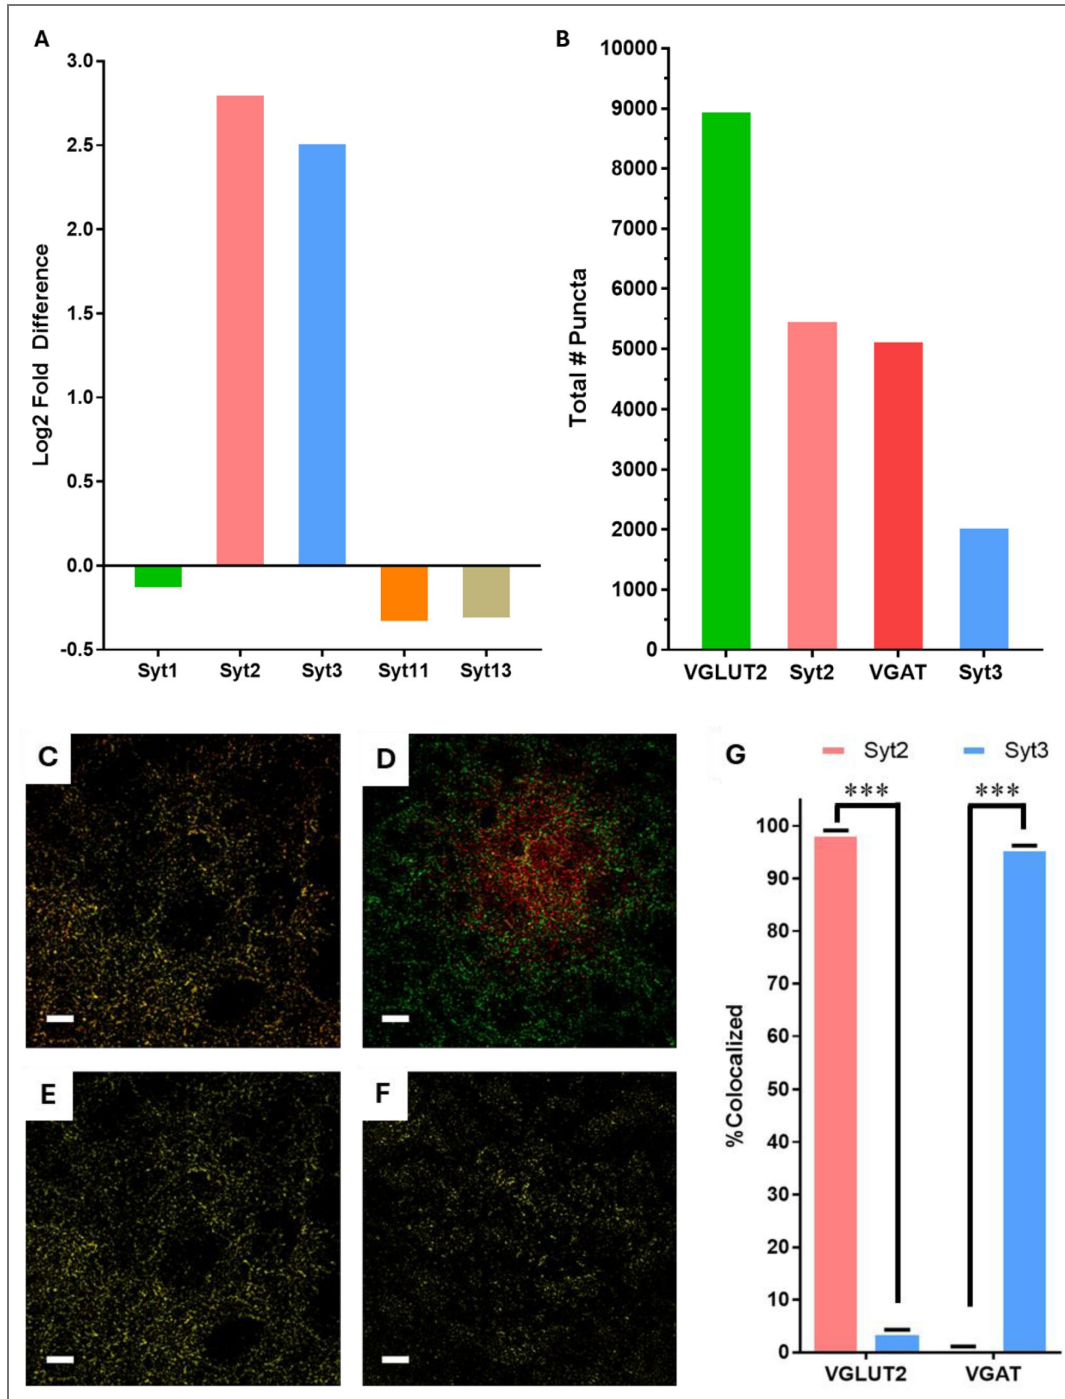 A
Log2 Fold Difference
3.0
2.5
2.0
1.5
1.0
0.5
0.0
-0.5
Syt1 Syt2 Syt3 Syt11 Syt13
B
Total # Puncta
10000
9000
8000
7000
6000
5000
4000
3000
2000
1000
0
VGLUT2 Syt2 VGAT Syt3
C
D
E
F
G
Syt2 Syt3
*** ***
%Colocalized
100
90
80
70
60
50
40
30
20
10
0
VGLUT2 VGAT